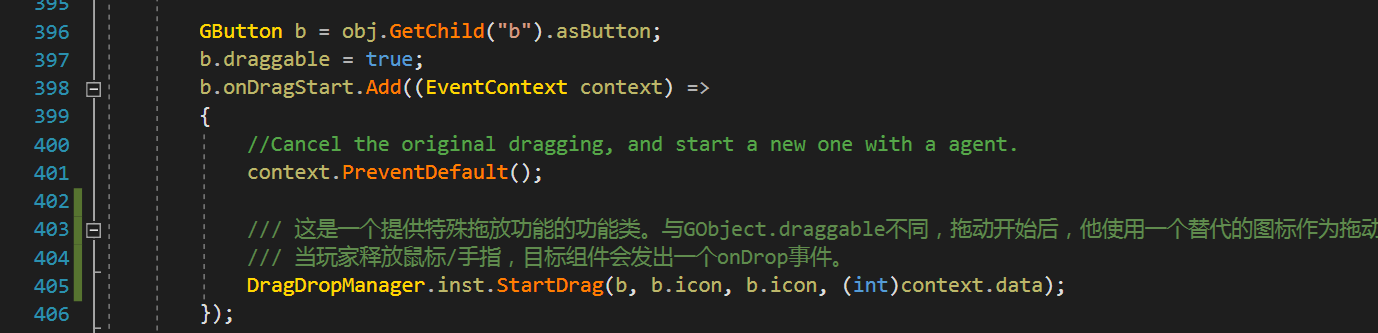 395
396 GButton b = obj.GetChild("b").asButton;
397 b.draggable = true;
398 b.onDragStart.Add((EventContext context) =>
399 {
400 //Cancel the original dragging, and start a new one with a agent.
401 context.PreventDefault();
402
403 /// 这是一个提供特殊拖放功能的功能类。与GObject.draggable不同，拖动开始后，他使用一个替代的图标作为拖动
404 /// 当玩家释放鼠标/手指，目标组件会发出一个onDrop事件。
405 DragDropManager.inst.StartDrag(b, b.icon, b.icon, (int)context.data);
406 });